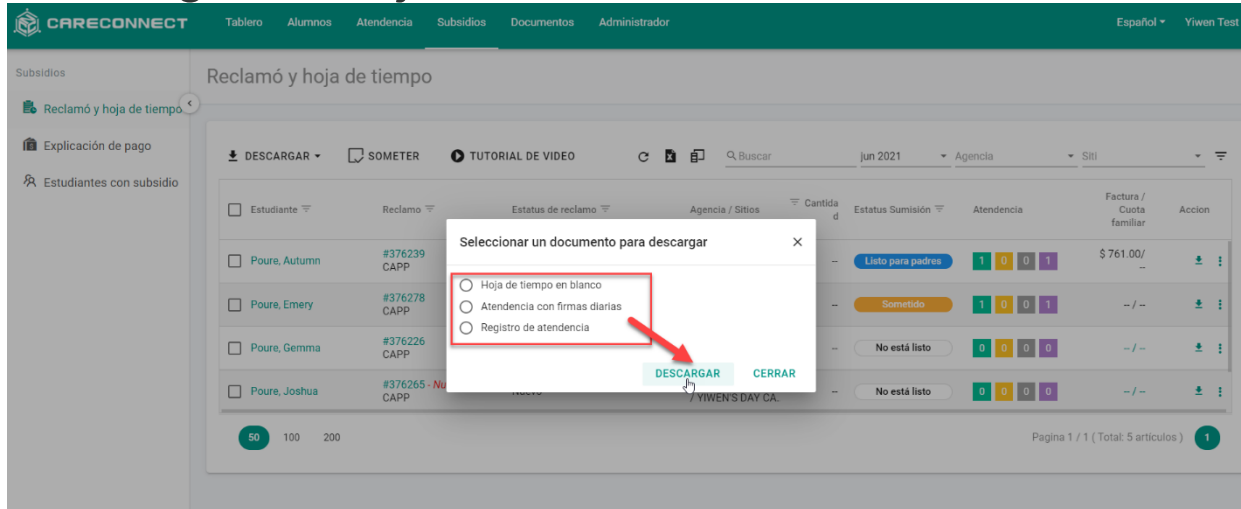 CARECONNECT Tablero Alumnos Atendencia Subsidios Documentos Administrador Español Yiwen Test
Subsidios
Reclamó y hoja de tiempo
Explicación de pago
Estudiantes con subsidio
Reclamó y hoja de tiempo
DESCARGAR SOMETER TUTORIAL DE VIDEO Buscar jun 2021 Agencia Siti
Estudiante Reclamo Estatus de reclamo Agencia / Sitios Cantida
d Estatus Sumisión Atendencia Factura /
Cuota
familiar Accion
Poure, Autumn #376239
CAPP -- Listo para padres 1 0 0 1 $ 761.00/
--
Poure, Emery #376278
CAPP -- Sometido 1 0 0 1 -- / --
Poure, Gemma #376226
CAPP -- No está listo 0 0 0 0 -- / --
Poure, Joshua #376265 - Nu
CAPP / YIWEN'S DAY CA. -- No está listo 0 0 0 0 -- / --
Seleccionar un documento para descargar
Hoja de tiempo en blanco
Atendencia con firmas diarias
Registro de atendencia
DESCARGAR CERRAR
50 100 200 Pagina 1 / 1 ( Total: 5 artículos ) 1